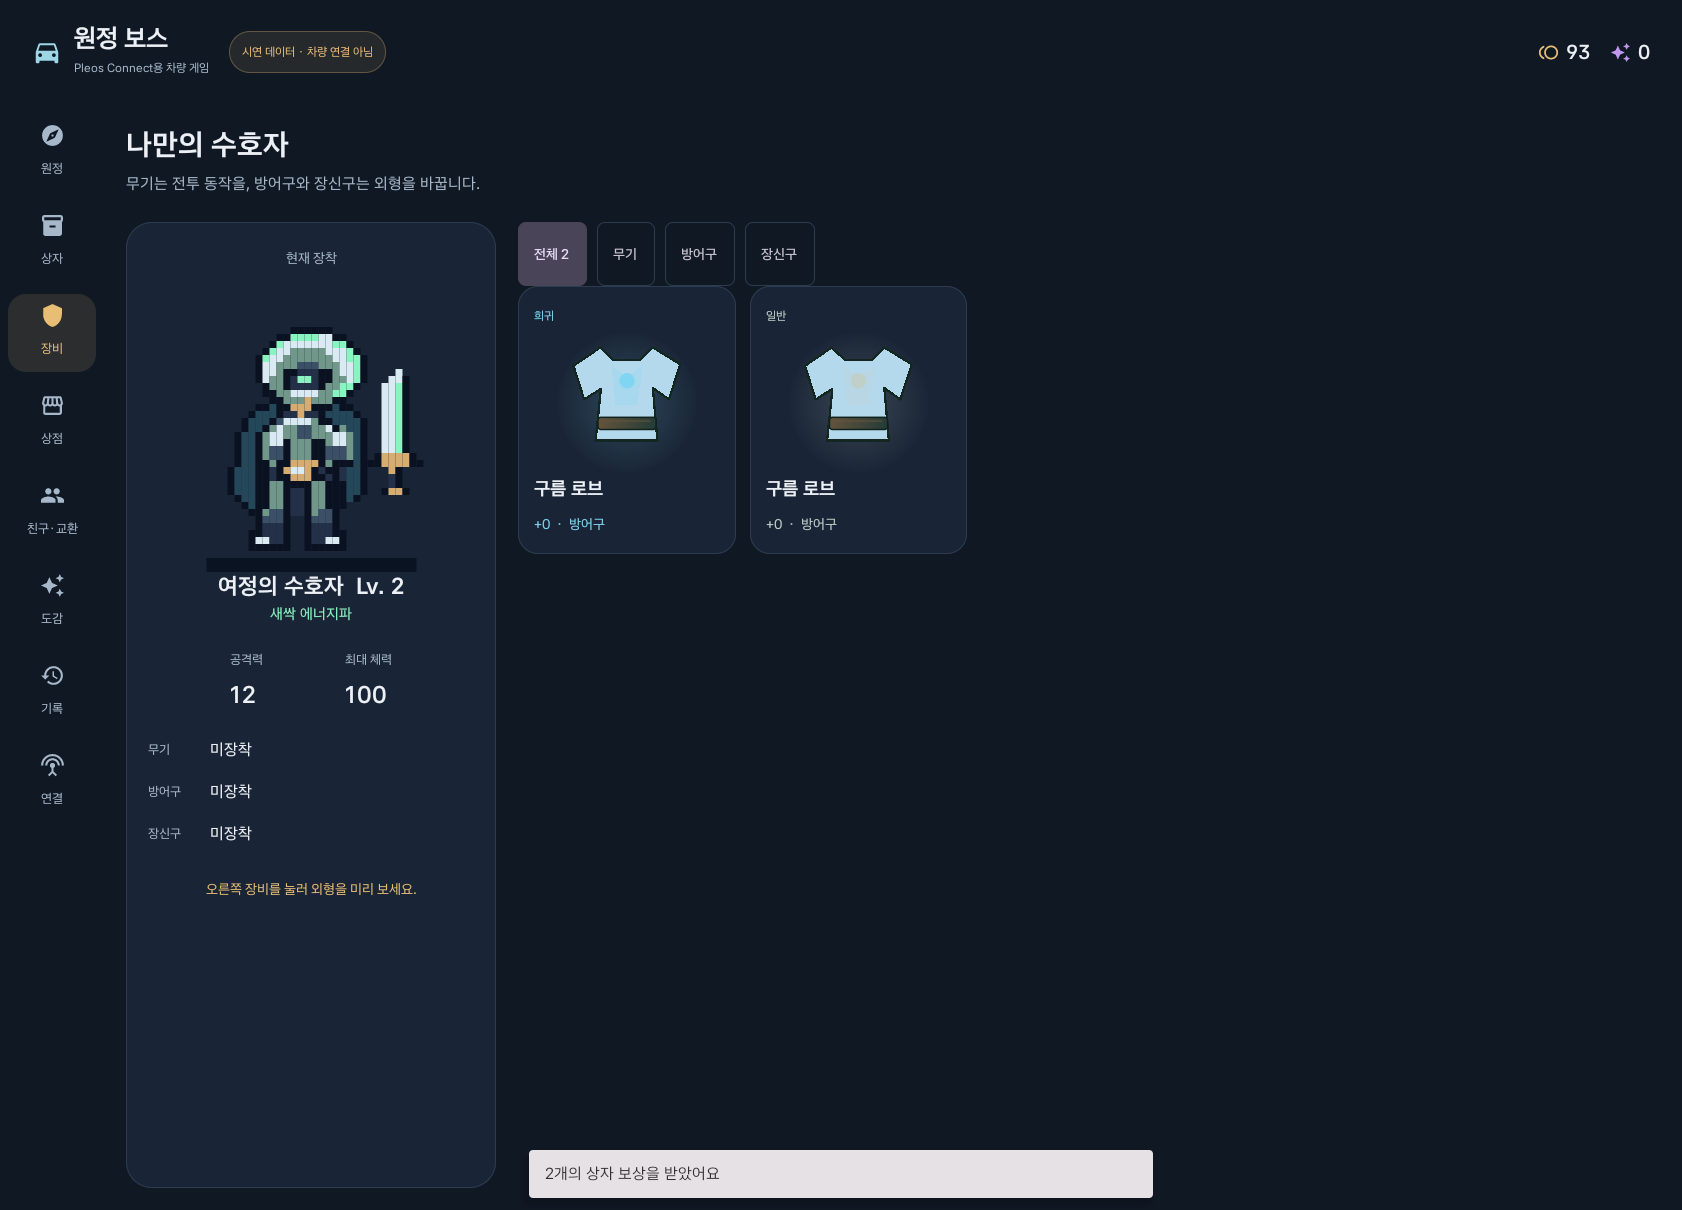 원정 보스
Pleos Connect용 차량 게임
시연 데이터 · 차량 연결 아님
93
0
원정
상자
장비
상점
친구·교환
도감
기록
연결
나만의 수호자
무기는 전투 동작을, 방어구와 장신구는 외형을 바꿉니다.
현재 장착
여정의 수호자 Lv. 2
새싹 에너지파
공격력 최대 체력
12 100
무기 미장착
방어구 미장착
장신구 미장착
오른쪽 장비를 눌러 외형을 미리 보세요.
전체 2 무기 방어구 장신구
희귀
구름 로브
+0 · 방어구
일반
구름 로브
+0 · 방어구
2개의 상자 보상을 받았어요